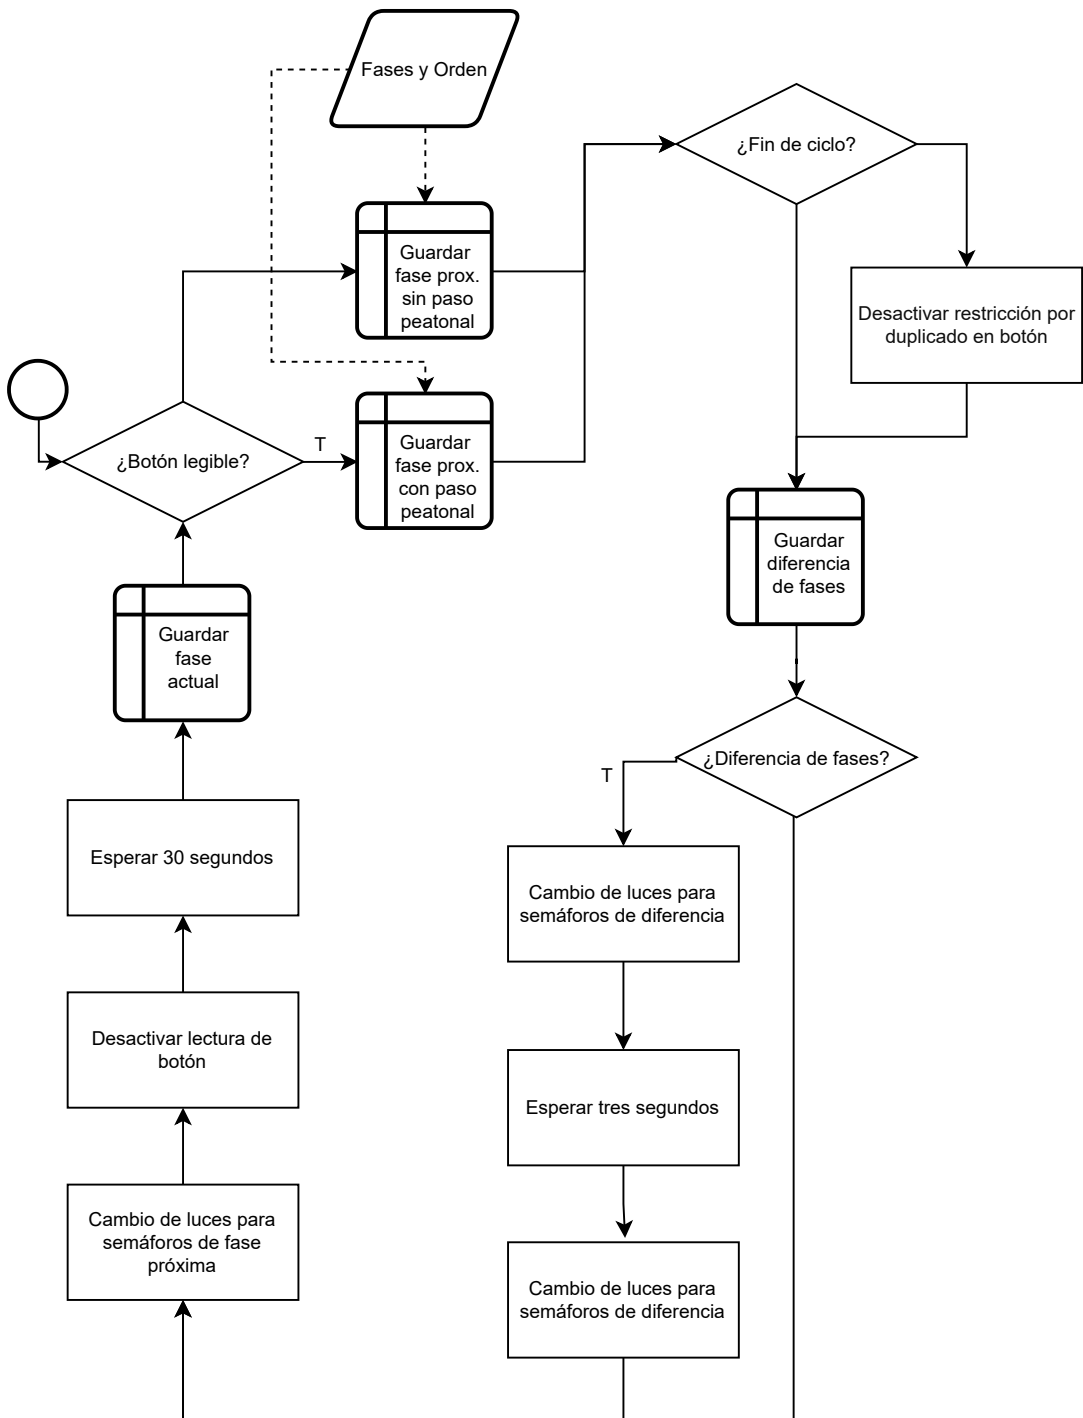 Fases y Orden
¿Fin de ciclo?
Guardar
fase prox.
sin paso
peatonal
Desactivar restricción por
duplicado en botón
¿Botón legible?
T
Guardar
fase prox.
con paso
peatonal
Guardar
diferencia
de fases
Guardar
fase
actual
¿Diferencia de fases?
T
Esperar 30 segundos
Cambio de luces para
semáforos de diferencia
Desactivar lectura de
botón
Esperar tres segundos
Cambio de luces para
semáforos de fase
próxima
Cambio de luces para
semáforos de diferencia